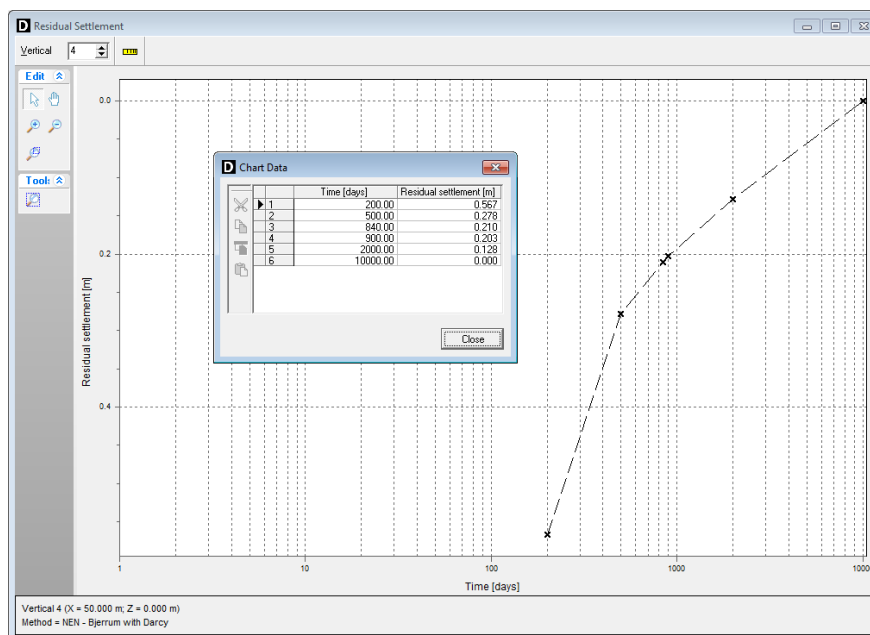 D Residual Settlement
Vertical 4
Edit
Tool:
D Chart Data
Time [days] Residual settlement [m]
1 200.00 0.567
2 500.00 0.278
3 840.00 0.210
4 900.00 0.203
5 2000.00 0.128
6 10000.00 0.000
Close
Residual settlement [m]
0.0
0.2
0.4
1 10 100 1000 1000
Time [days]
Vertical 4 (X = 50.000 m; Z = 0.000 m)
Method = NEN - Bjerrum with Darcy